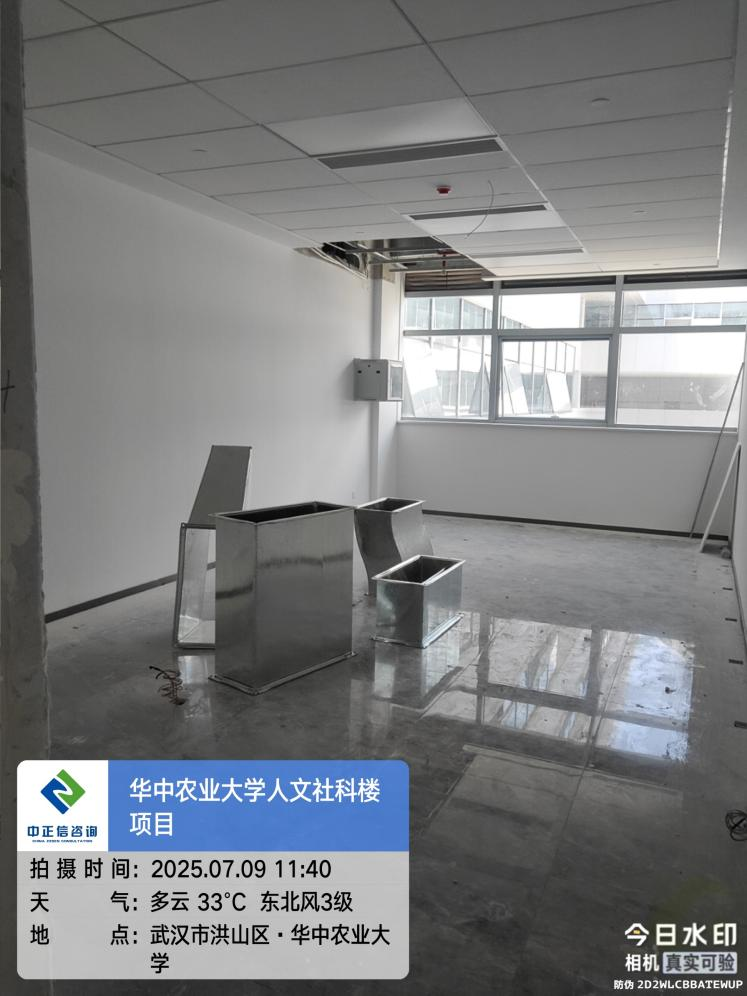 华中农业大学人文社科楼
项目
中正信咨询
拍摄时间: 2025.07.09 11:40
天 气: 多云 33°C 东北风3级
地 点: 武汉市洪山区·华中农业大
学
今日水印
相机 真实可验
防伪 2D2WLCBBATEWUP